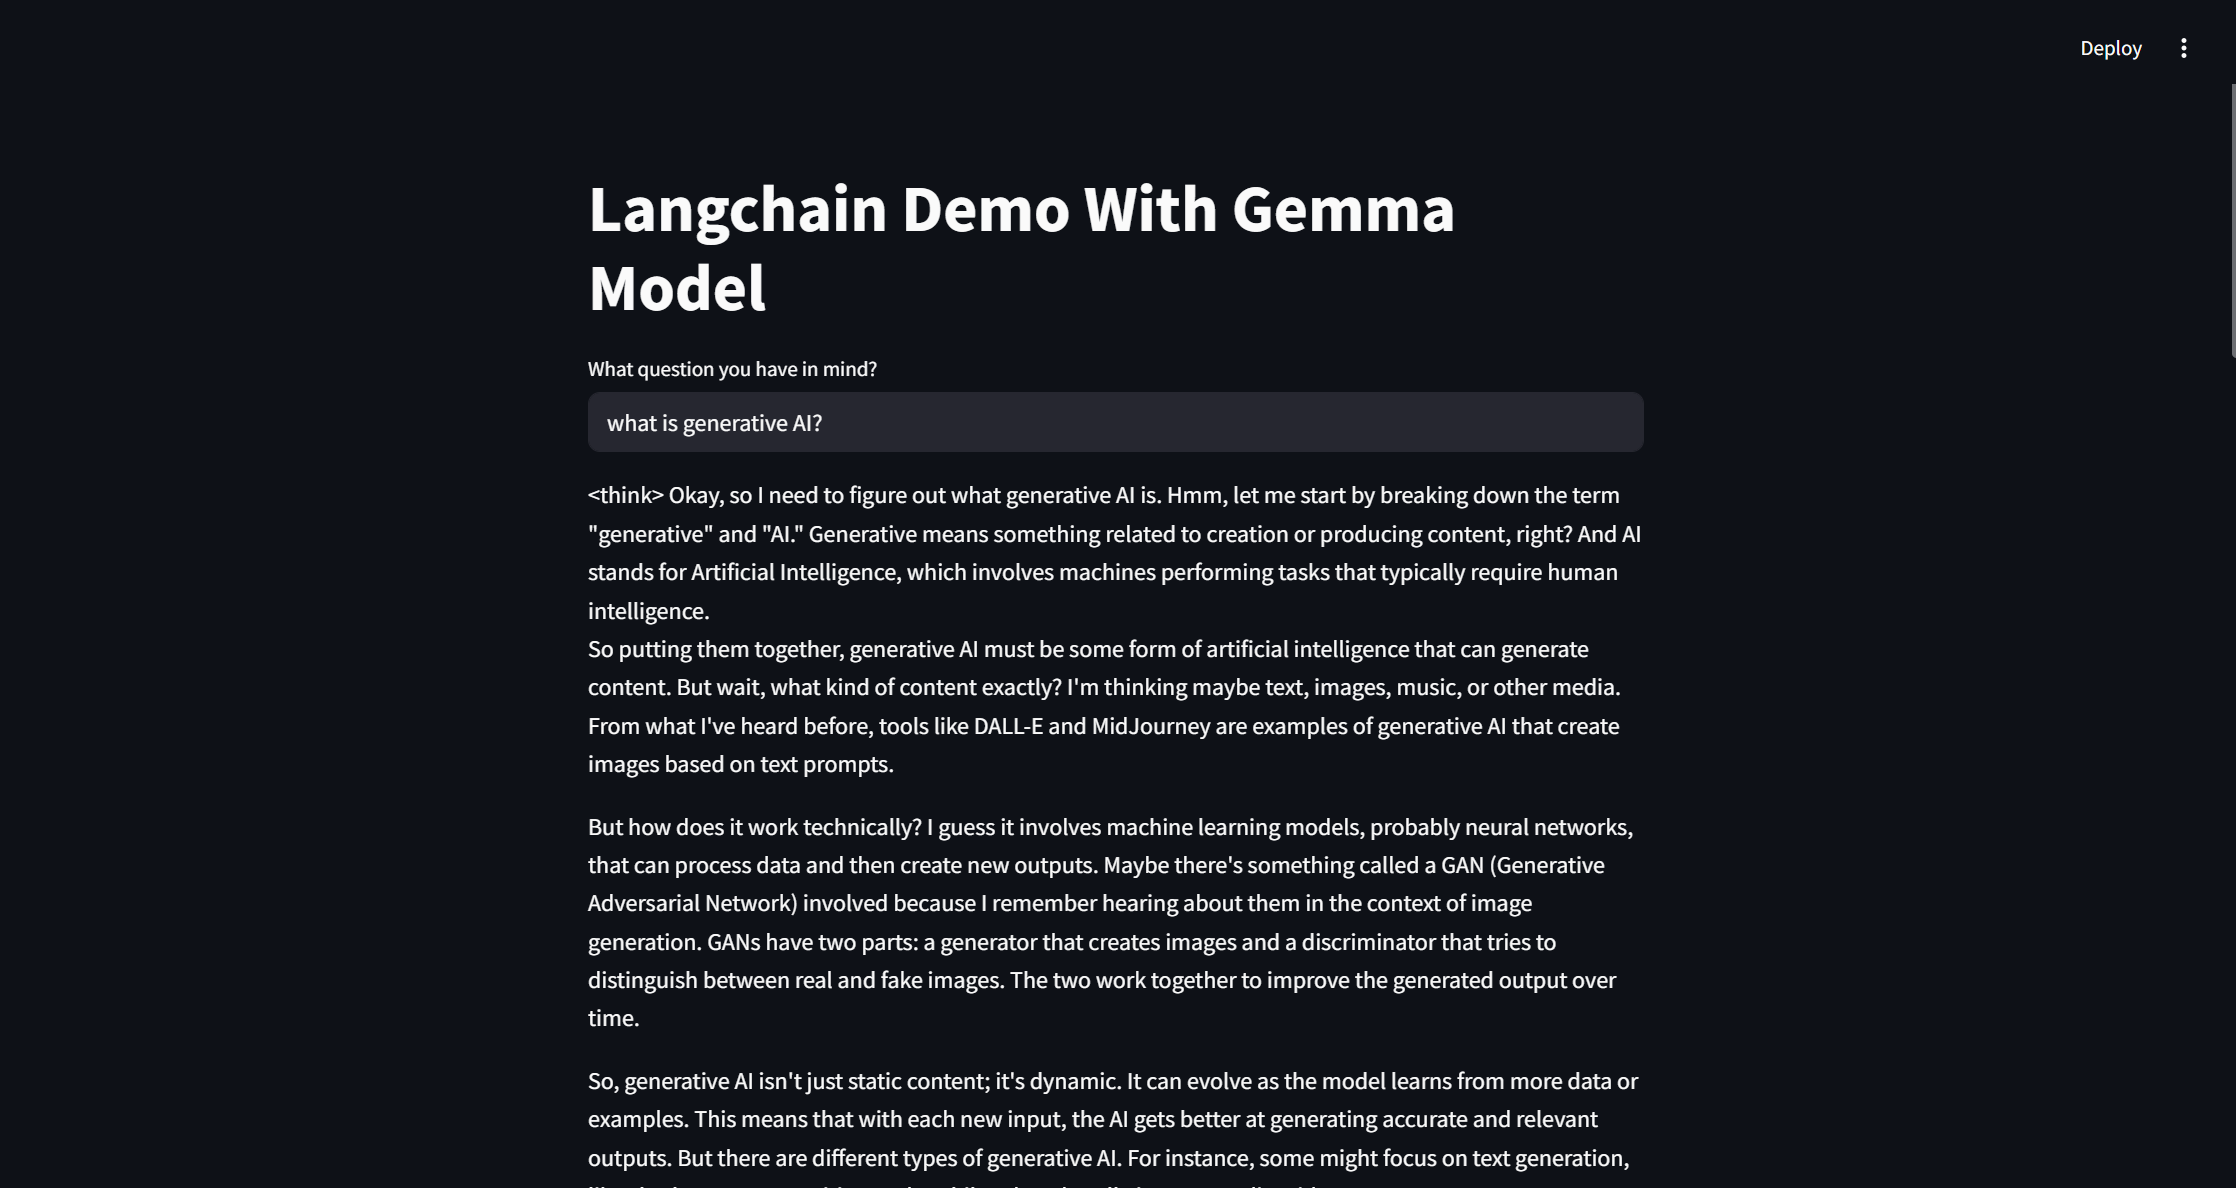 Deploy
Langchain Demo With Gemma
Model
What question you have in mind?
what is generative AI?
<think> Okay, so I need to figure out what generative AI is. Hmm, let me start by breaking down the term
"generative" and "AI." Generative means something related to creation or producing content, right? And AI
stands for Artificial Intelligence, which involves machines performing tasks that typically require human
intelligence.
So putting them together, generative AI must be some form of artificial intelligence that can generate
content. But wait, what kind of content exactly? I'm thinking maybe text, images, music, or other media.
From what I've heard before, tools like DALL-E and MidJourney are examples of generative AI that create
images based on text prompts.
But how does it work technically? I guess it involves machine learning models, probably neural networks,
that can process data and then create new outputs. Maybe there's something called a GAN (Generative
Adversarial Network) involved because I remember hearing about them in the context of image
generation. GANs have two parts: a generator that creates images and a discriminator that tries to
distinguish between real and fake images. The two work together to improve the generated output over
time.
So, generative AI isn't just static content; it's dynamic. It can evolve as the model learns from more data or
examples. This means that with each new input, the AI gets better at generating accurate and relevant
outputs. But there are different types of generative AI. For instance, some might focus on text generation,